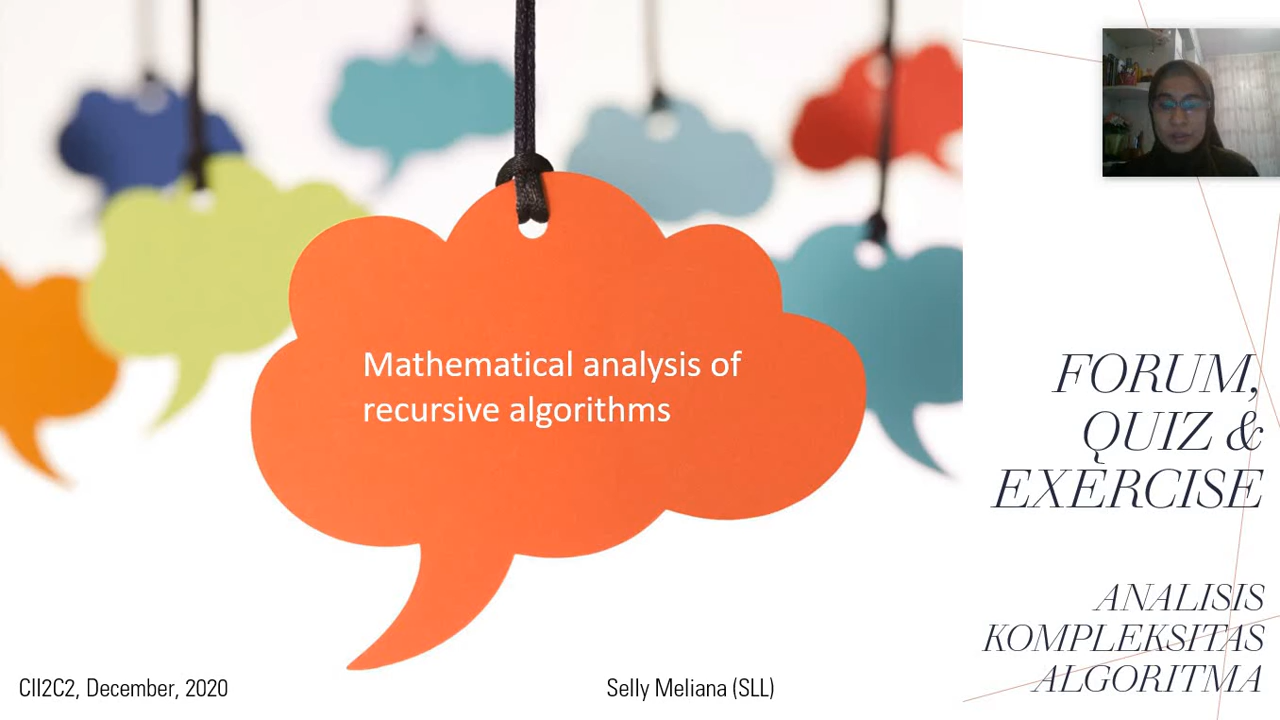 Mathematical analysis of
recursive algorithms
FORUM,
QUIZ &
EXERCISE
ANALISIS
KOMPLEKSITAS
ALGORITMA
CII2C2, December, 2020
Selly Meliana (SLL)